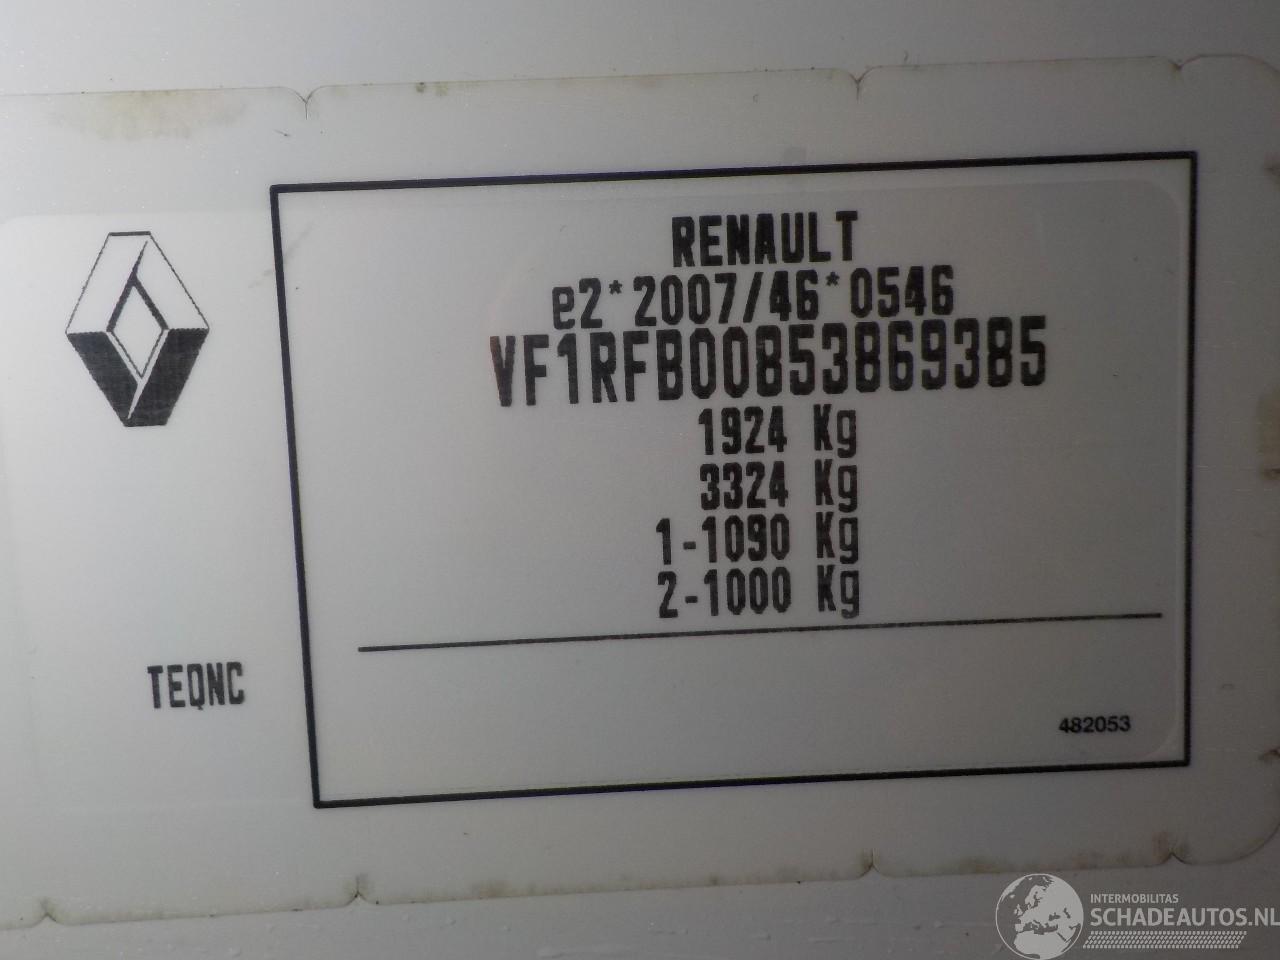 RENAULT
e2*2007/46*0546
VF1RFB00853869385
1924 Kg
3324 Kg
1-1090 Kg
2-1000 Kg
TEQNC
482053
INTERMOBILITAS
SCHADEAUTOS.NL